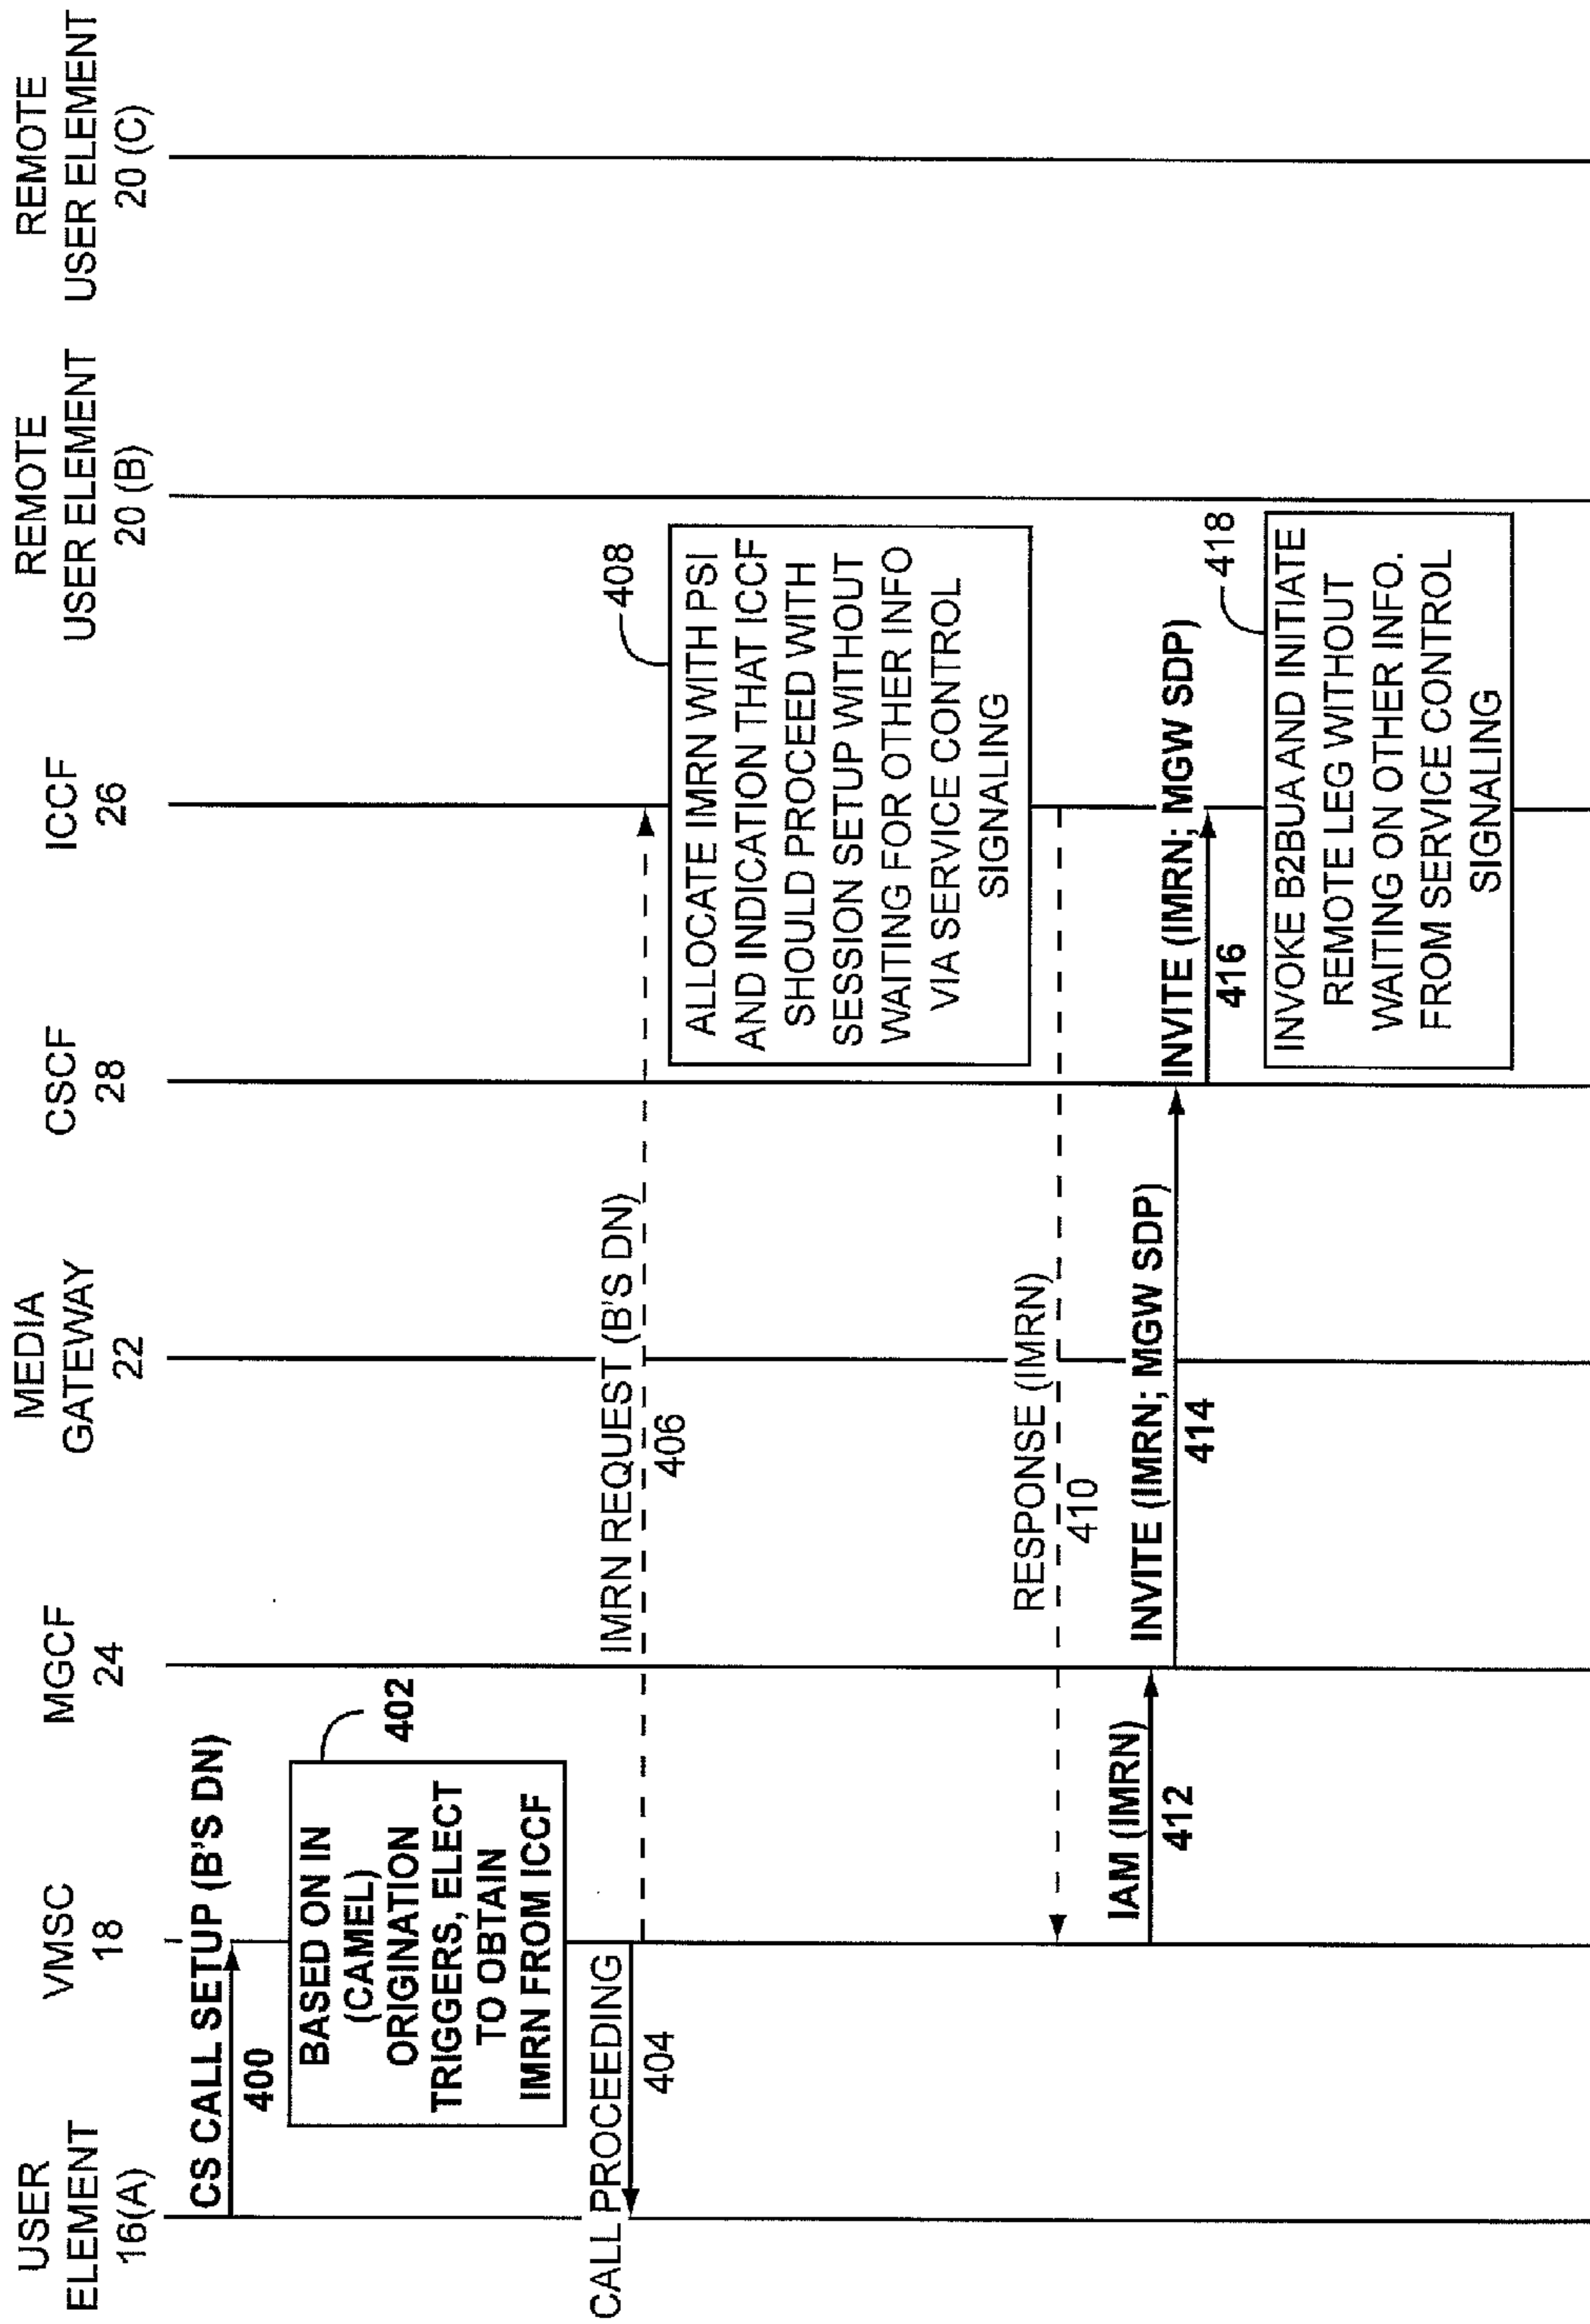 USER
ELEMENT
16(A)
VMSC
18
MGCF
24
MEDIA
GATEWAY
22
CSCF
28
ICCF
26
REMOTE
USER ELEMENT
20 (B)
REMOTE
USER ELEMENT
20 (C)
CS CALL SETUP (B'S DN)
400
BASED ON IN
(CAMEL)
ORIGINATION
TRIGGERS, ELECT
TO OBTAIN
IMRN FROM ICCF
402
CALL PROCEEDING
404
IMRN REQUEST (B'S DN)
406
ALLOCATE IMRN WITH PSI
AND INDICATION THAT ICCF
SHOULD PROCEED WITH
SESSION SETUP WITHOUT
WAITING FOR OTHER INFO
VIA SERVICE CONTROL
SIGNALING
408
RESPONSE (IMRN)
410
IAM (IMRN)
412
INVITE (IMRN; MGW SDP)
414
INVITE (IMRN; MGW SDP)
416
INVOKE B2BUA AND INITIATE
REMOTE LEG WITHOUT
WAITING ON OTHER INFO.
FROM SERVICE CONTROL
SIGNALING
418